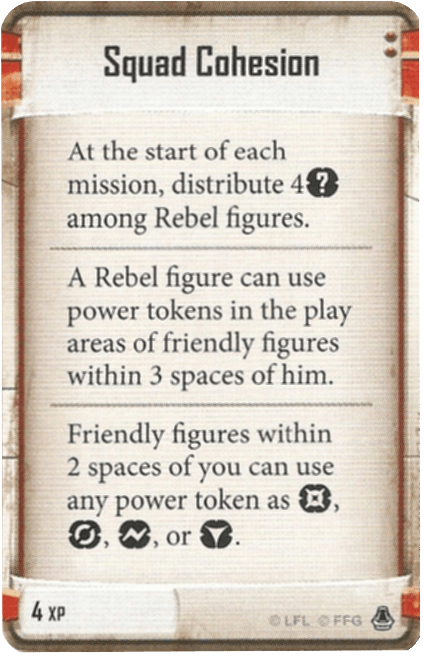 Squad Cohesion
At the start of each
mission, distribute 4 ?
among Rebel figures.
A Rebel figure can use
power tokens in the play
areas of friendly figures
within 3 spaces of him.
Friendly figures within
2 spaces of you can use
any power token as ,
, , or .
4 XP
© LFL © FFG